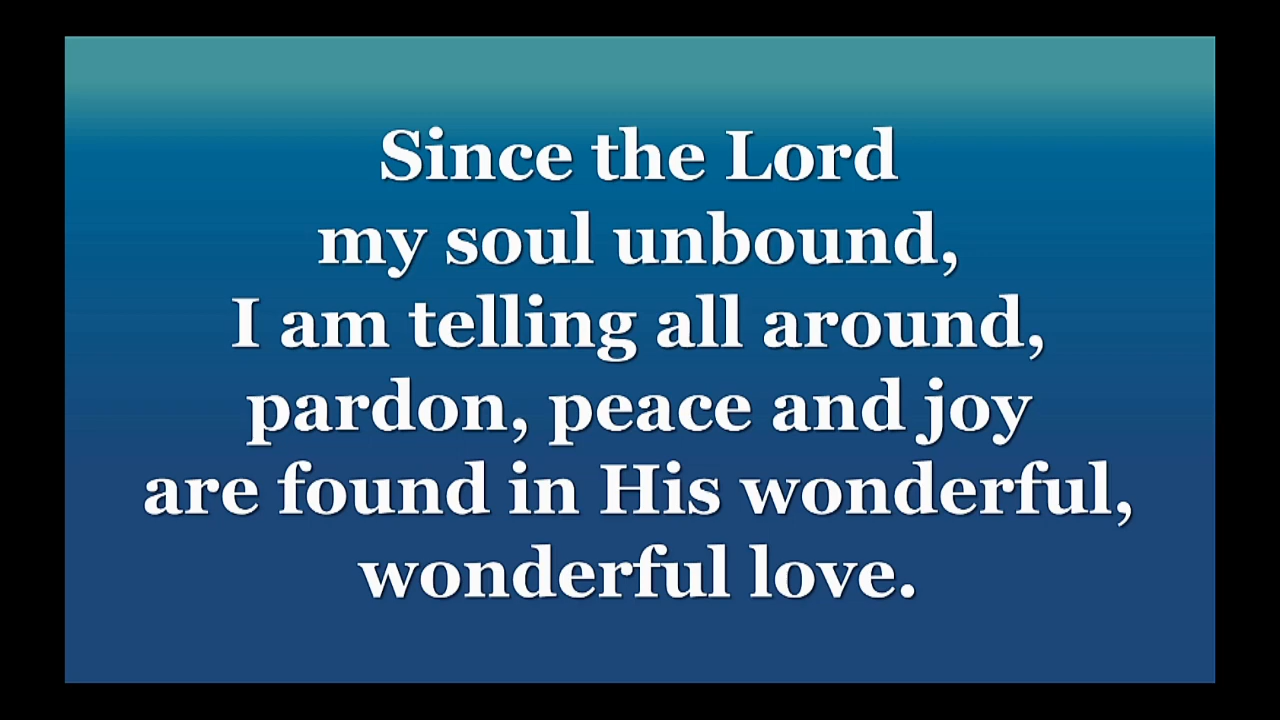 Since the Lord
my soul unbound,
I am telling all around,
pardon, peace and joy
are found in His wonderful,
wonderful love.